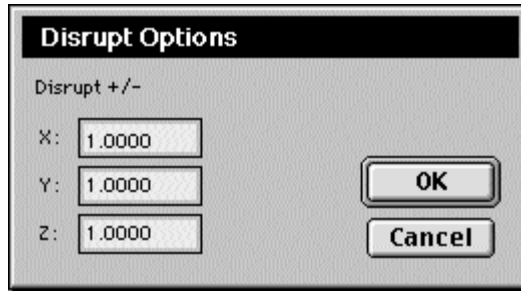 Disrupt Options
Disrupt +/-
X: 1.0000
Y: 1.0000
Z: 1.0000
OK
Cancel